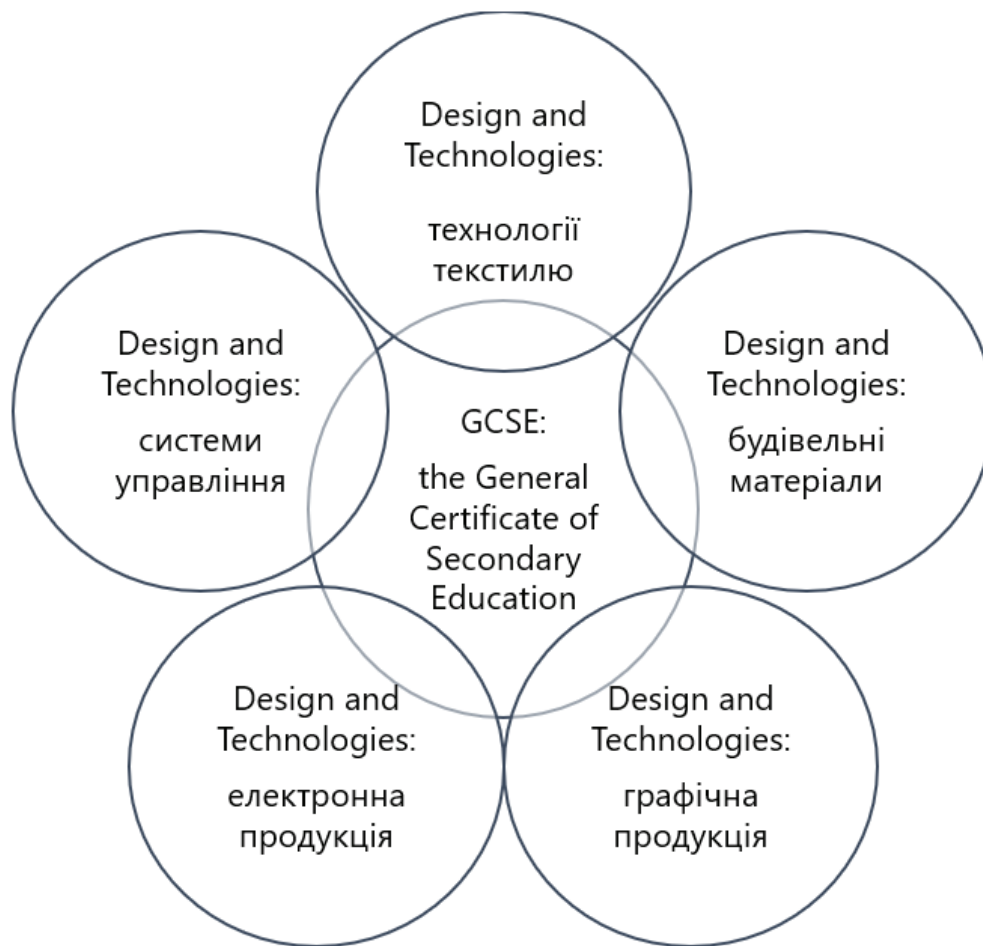 Design and
Technologies:
технології
текстилю
Design and
Technologies:
системи
управління
GCSE:
the General
Certificate of
Secondary
Education
Design and
Technologies:
будівельні
матеріали
Design and
Technologies:
електронна
продукція
Design and
Technologies:
графічна
продукція